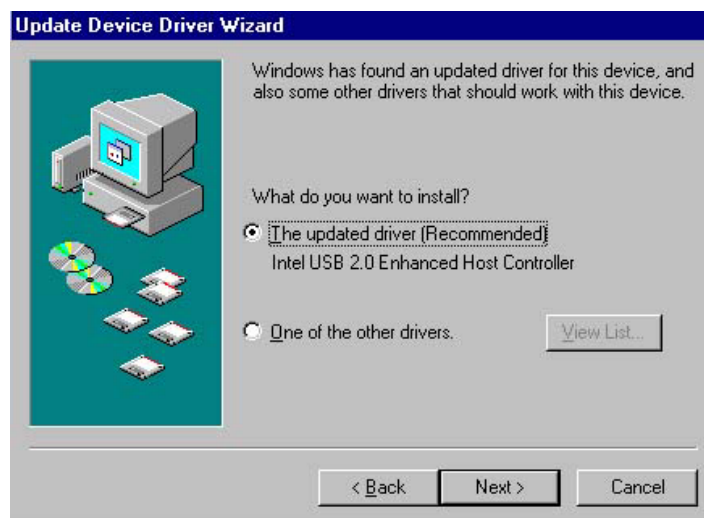 Update Device Driver Wizard
Windows has found an updated driver for this device, and
also some other drivers that should work with this device.
What do you want to install?
The updated driver (Recommended)
Intel USB 2.0 Enhanced Host Controller
One of the other drivers.
View List...
< Back
Next >
Cancel